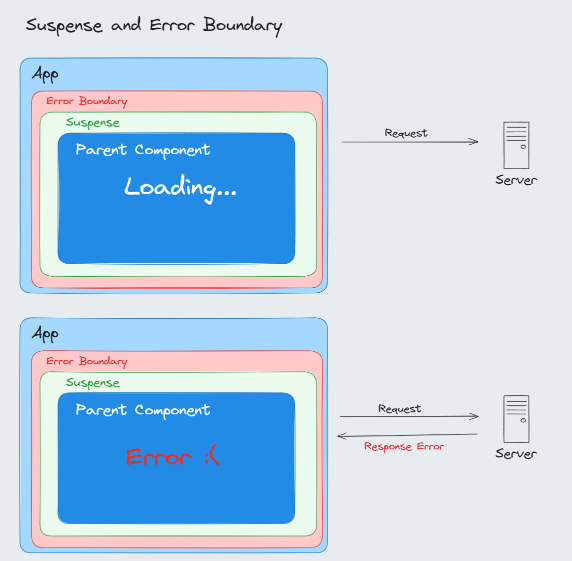 Suspense and Error Boundary
App
Error Boundary
Suspense
Parent Component
Loading...
Request
Server
App
Error Boundary
Suspense
Parent Component
Error :(
Request
Response Error
Server